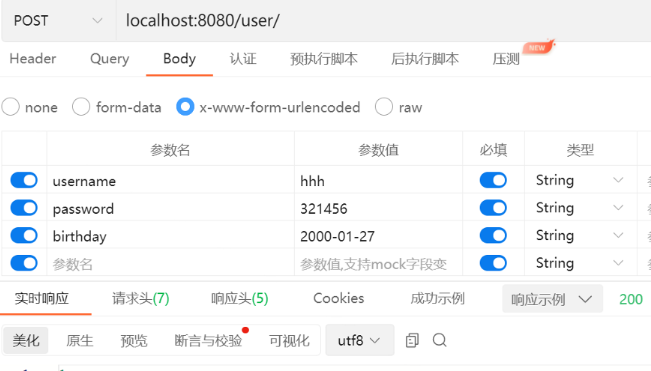 POST localhost:8080/user/
NEW
Header Query Body 认证 预执行脚本 后执行脚本 压测
none form-data x-www-form-urlencoded raw
参数名 参数值 必填 类型
username hhh String
password 321456 String
birthday 2000-01-27 String
参数名 参数值,支持mock字段变 String
实时响应 请求头(7) 响应头(5) Cookies 成功示例 响应示例 200
美化 原生 预览 断言与校验 可视化 utf8